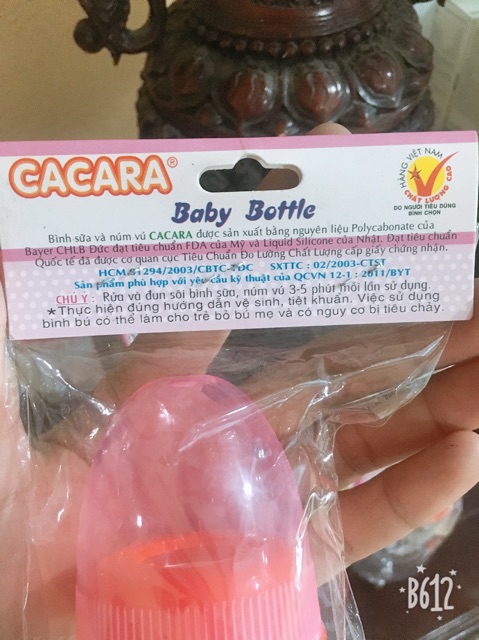 CACARA®
HÀNG VIỆT NAM
CHẤT LƯỢNG CAO
DO NGƯỜI TIÊU DÙNG
BÌNH CHỌN
Baby Bottle
Bình sữa và núm vú CACARA được sản xuất bằng nguyên liệu Polycabonate của
Bayer CHLB Đức đạt tiêu chuẩn FDA của Mỹ và Liquid Silicone của Nhật. Đạt tiêu chuẩn
Quốc tế đã được cơ quan cục Tiêu Chuẩn Đo Lường Chất Lượng cấp giấy chứng nhận.
HCM.S1294/2003/CBTC-TĐC SXTTC : 02/2003-CTST
Sản phẩm phù hợp với yêu cầu kỹ thuật của QCVN 12-1 : 2011/BYT
CHÚ Ý : Rửa và đun sôi bình sữa, núm vú 3-5 phút mỗi lần sử dụng.
*Thực hiện đúng hướng dẫn vệ sinh, tiệt khuẩn. Việc sử dụng
bình bú có thể làm cho trẻ bỏ bú mẹ và có nguy cơ bị tiêu chảy.
B612